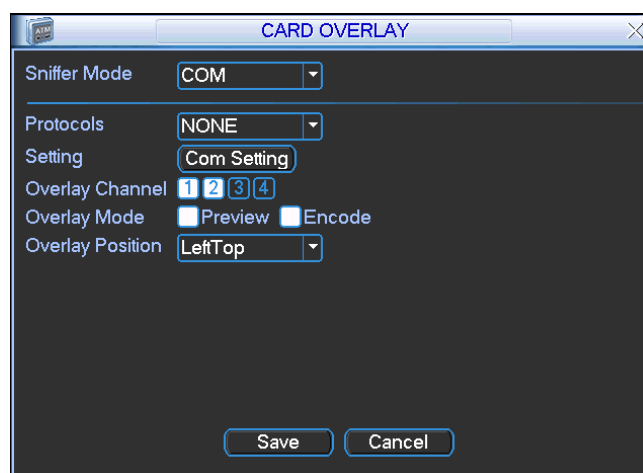 ATM
CARD OVERLAY
Sniffer Mode COM
Protocols NONE
Setting Com Setting
Overlay Channel 1 2 3 4
Overlay Mode Preview Encode
Overlay Position LeftTop
Save Cancel